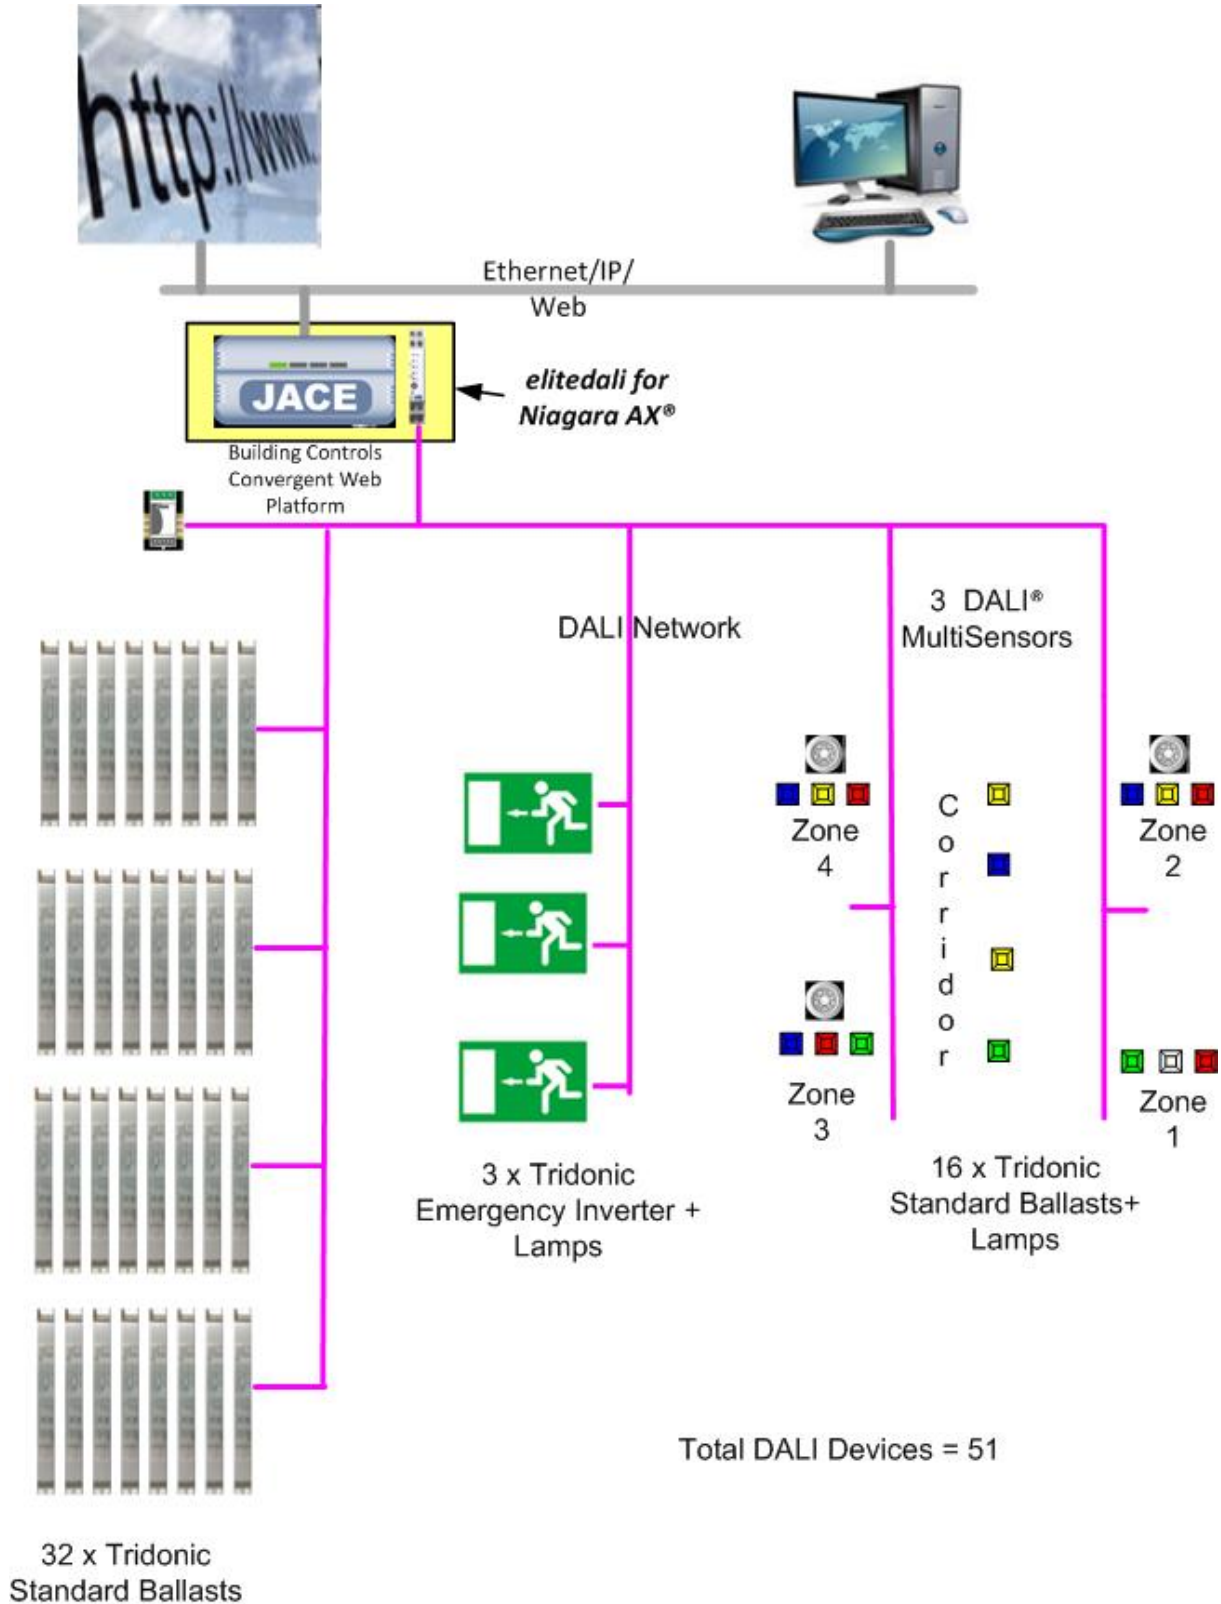 http://www.
Ethernet/IP/
Web
JACE
elitedali for
Niagara AX®
Building Controls
Convergent Web
Platform
DALI Network
3 DALI®
MultiSensors
Zone
4
Corridor
Zone
2
Zone
3
Zone
1
3 x Tridonic
Emergency Inverter +
Lamps
16 x Tridonic
Standard Ballasts+
Lamps
Total DALI Devices = 51
32 x Tridonic
Standard Ballasts